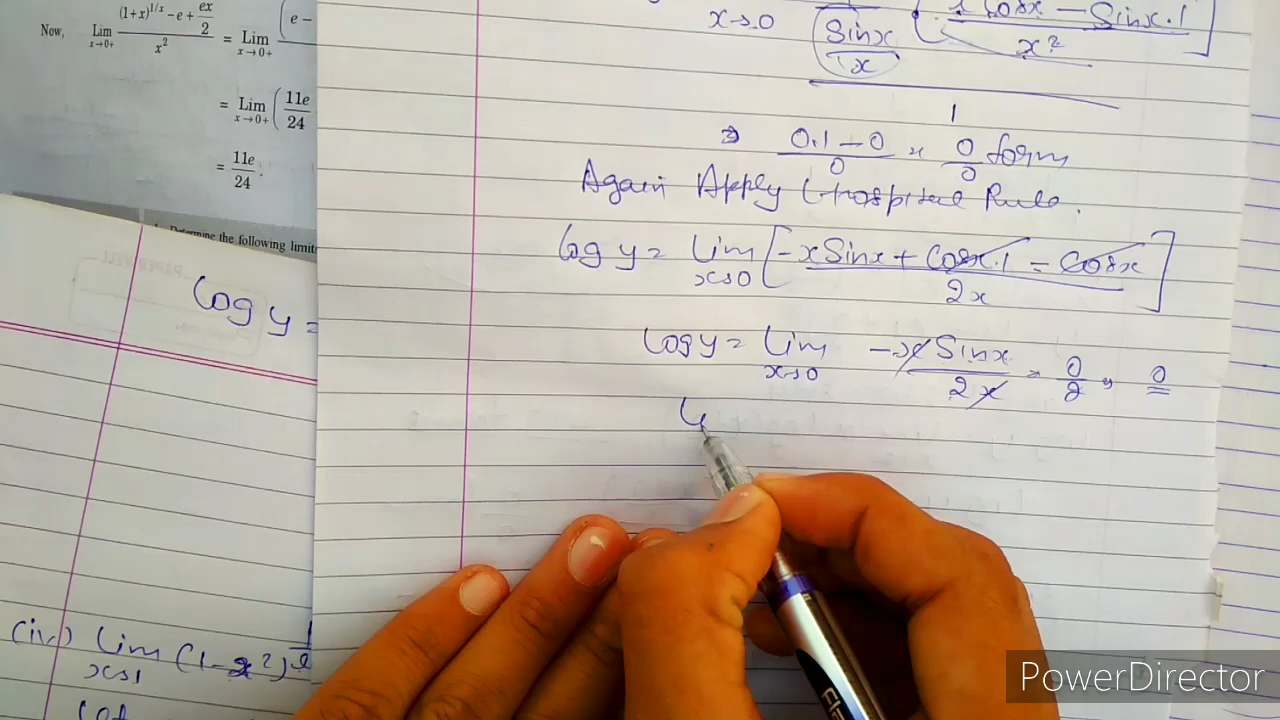 Now, Lim x→0+ (1+x)^{1/x} − e + ex/2 / x² = Lim x→0+ (e −
= Lim x→0+ (11e/24
= 11e/24.
the following limit
x→0 Sinx/x [x Cosx − Sinx.1 / x²]
1
⇒ 0.1 − 0 / 0 = 0/0 form
Again Apply L-Hospital Rule.
Log y = Lim x→0 [−xSinx + Cosx.1 − Cosx / 2x]
Log y = Lim x→0 −xSinx / 2x = 0/2 = 0
Log y =
(iv) Lim x→1 (1−x²)
PowerDirector